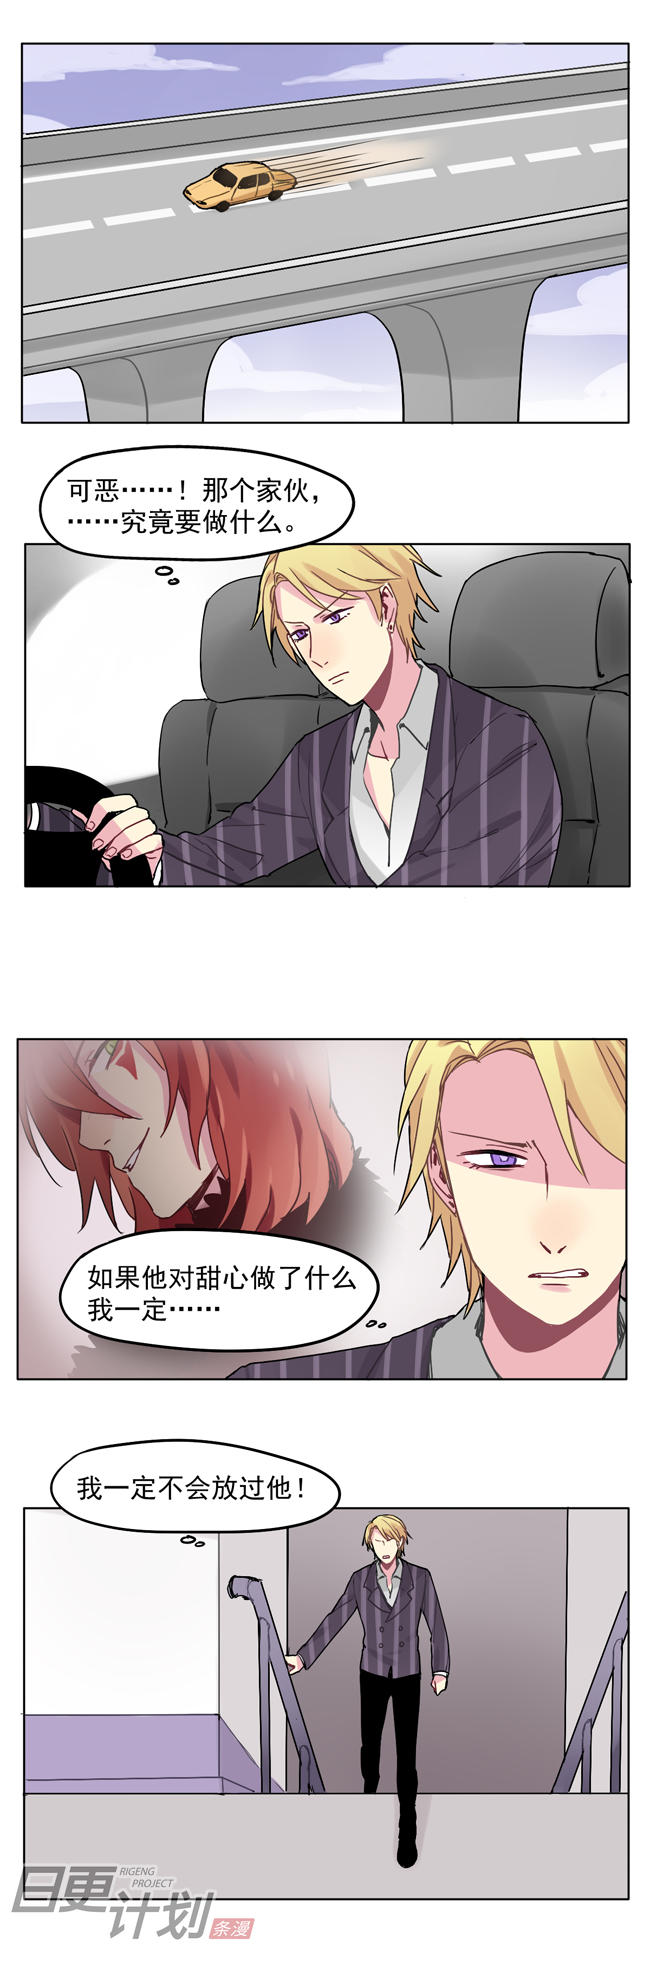 可恶……！那个家伙，
……究竟要做什么。
如果他对甜心做了什么
我一定……
我一定不会放过他！
日更计划
RIGENG
PROJECT
条漫